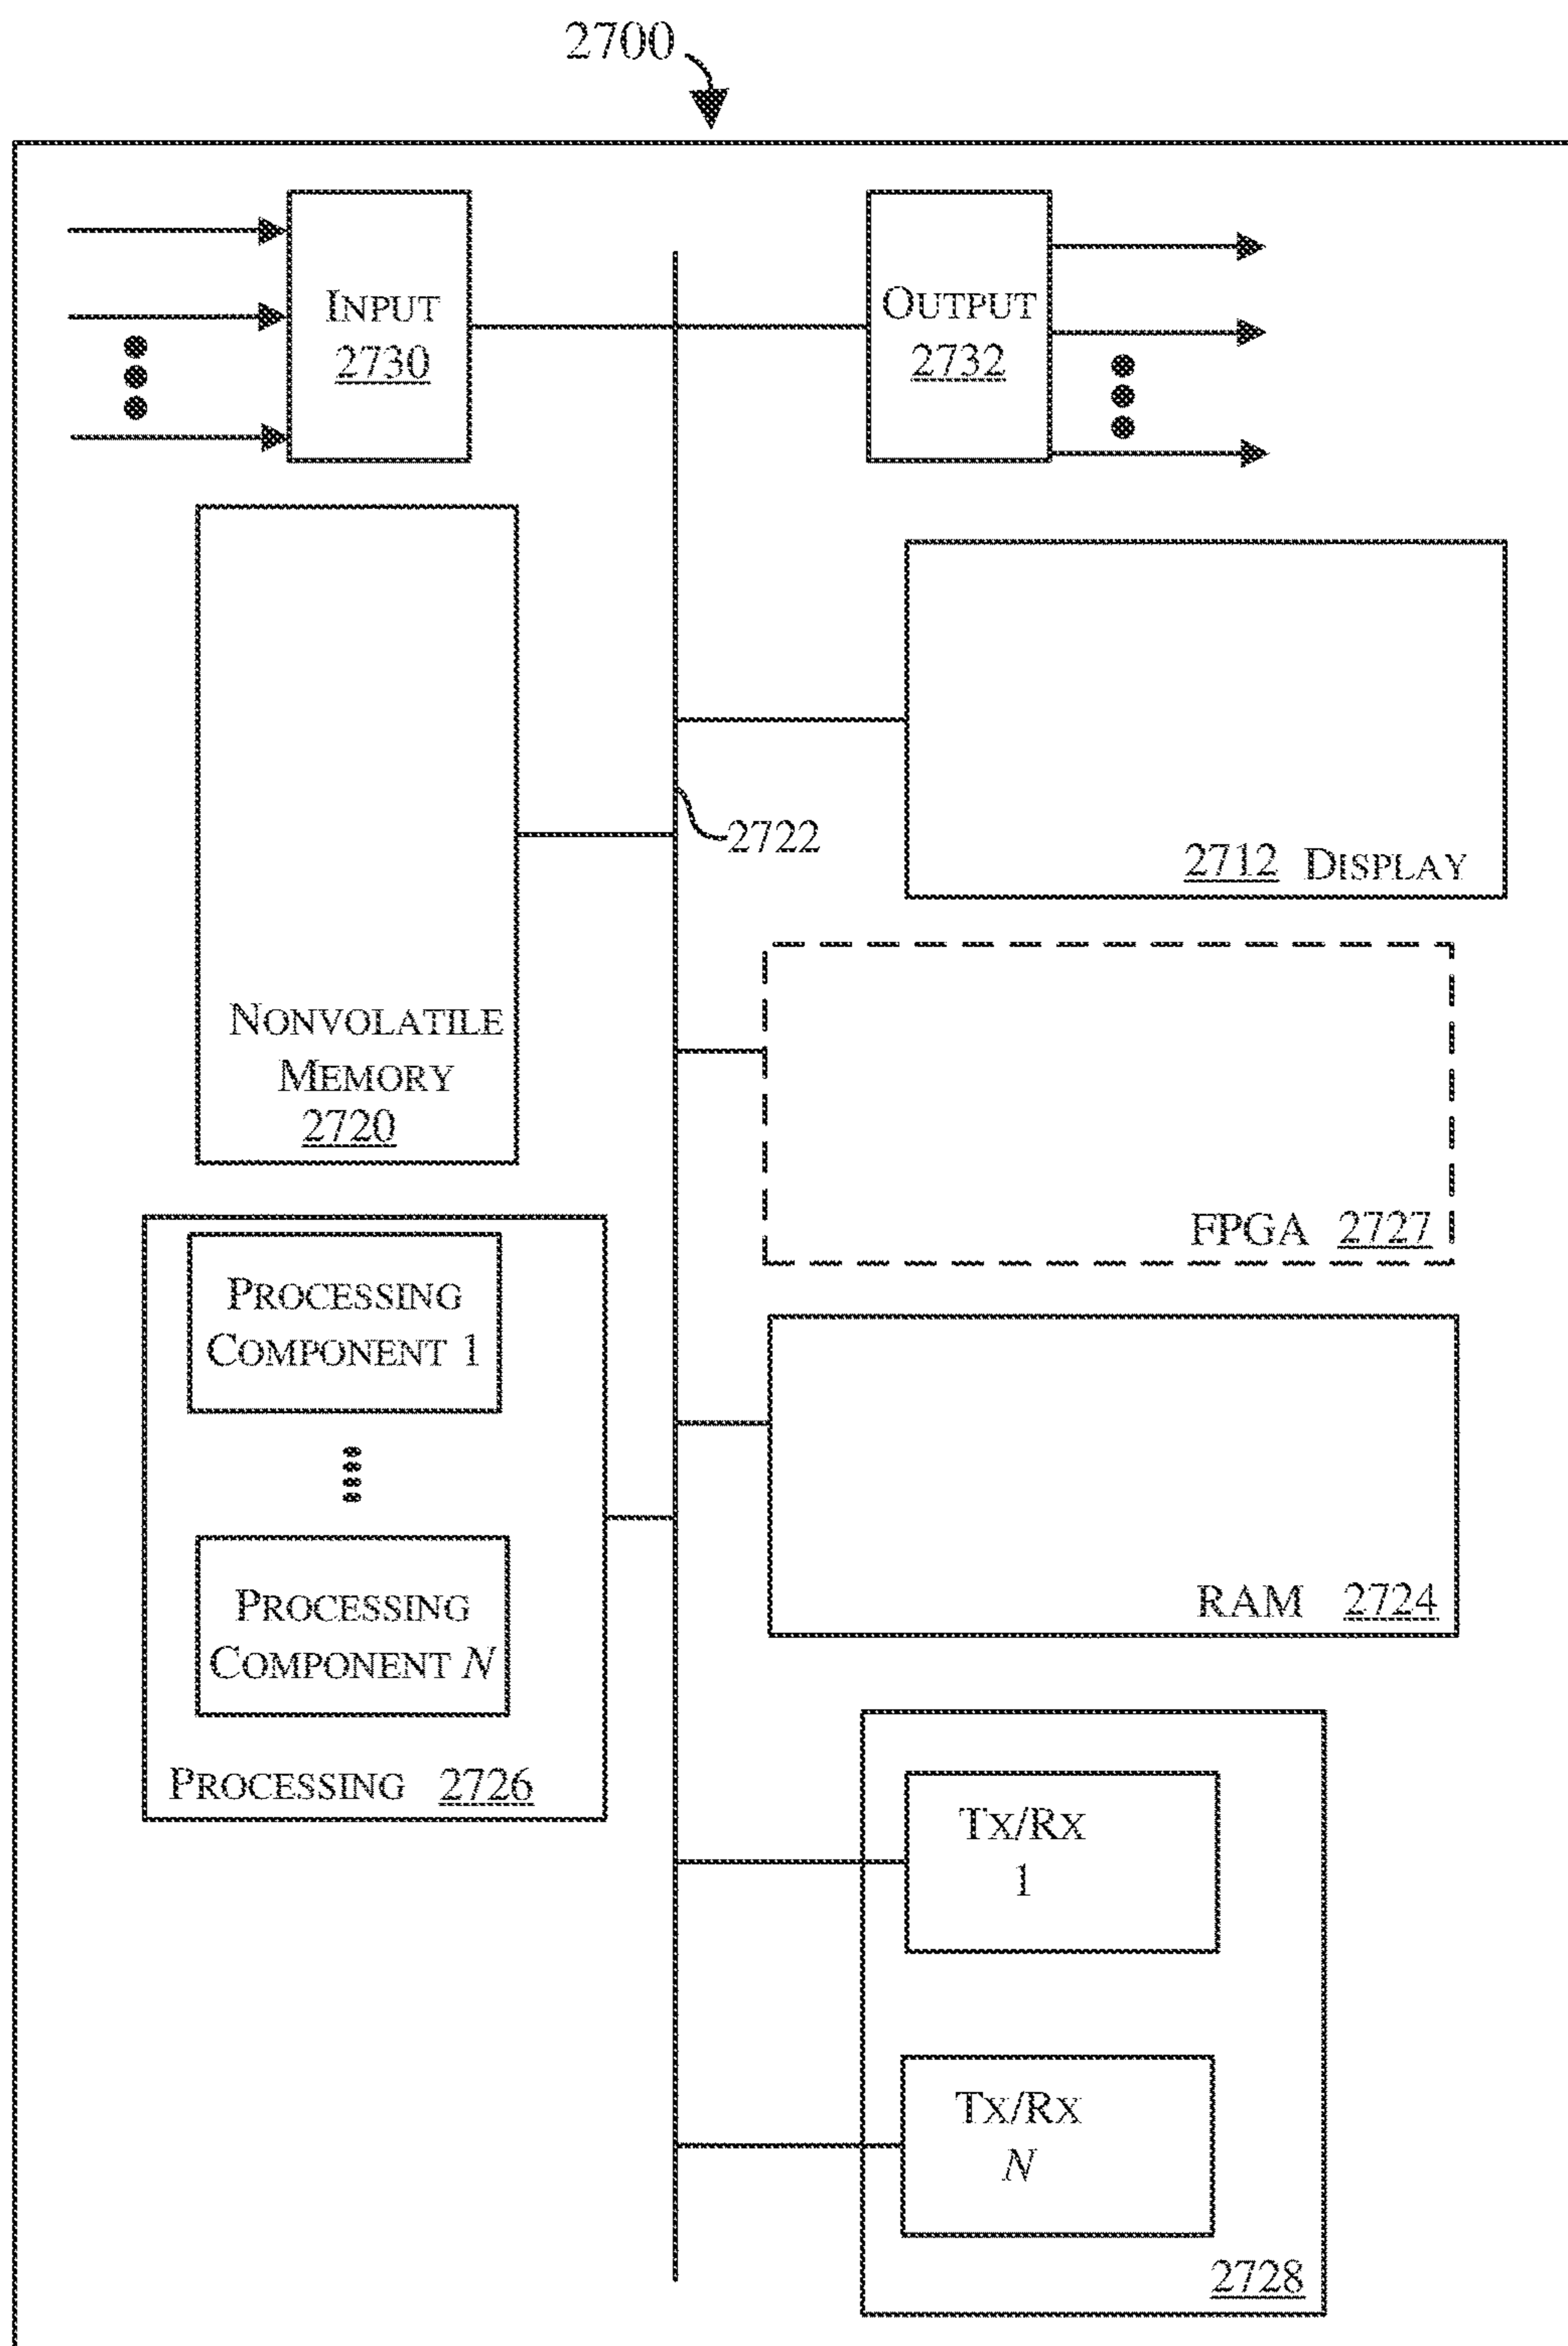 2700
INPUT
2730
OUTPUT
2732
2722
2712 DISPLAY
NONVOLATILE
MEMORY
2720
FPGA 2727
PROCESSING
COMPONENT 1
PROCESSING
COMPONENT N
PROCESSING 2726
RAM 2724
TX/RX
1
TX/RX
N
2728